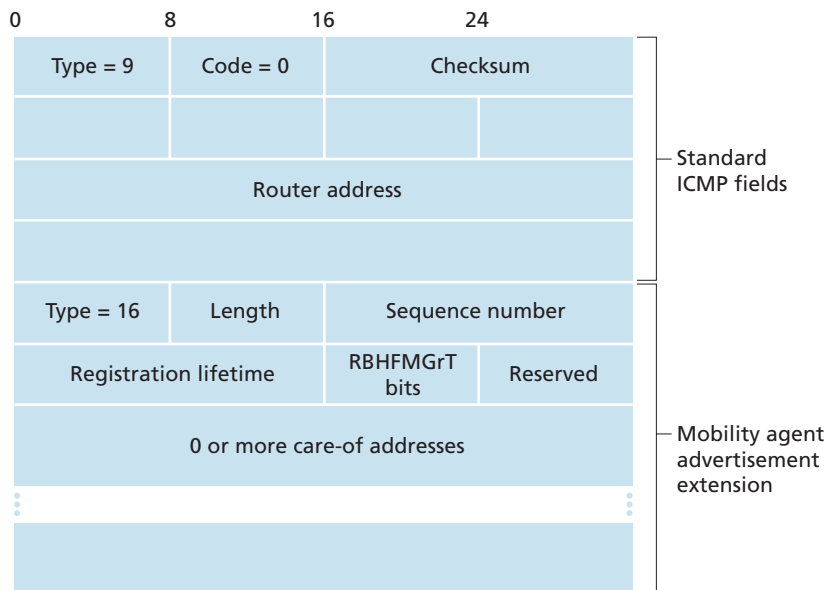 0 8 16 24
Type = 9 Code = 0 Checksum
Router address
Standard
ICMP fields
Type = 16 Length Sequence number
Registration lifetime RBHFMGrT
bits Reserved
0 or more care-of addresses
Mobility agent
advertisement
extension